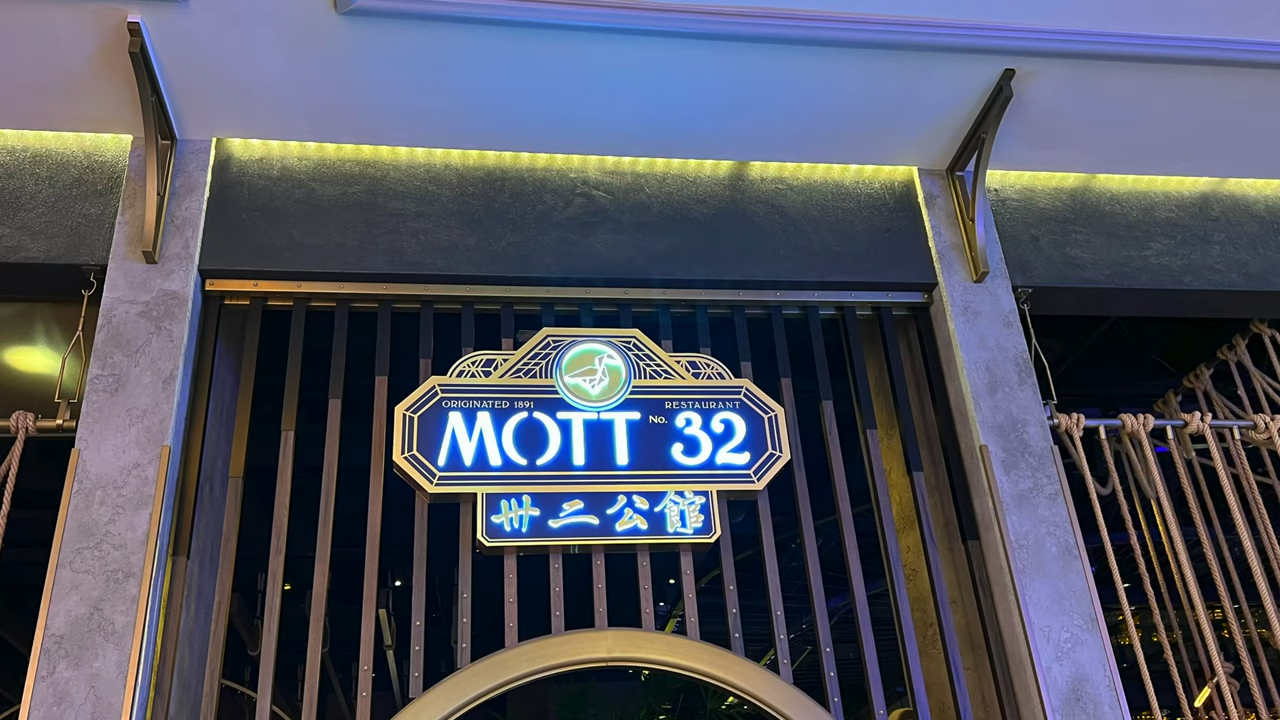 ORIGINATED 1891 RESTAURANT
MOTT No. 32
卅二公館